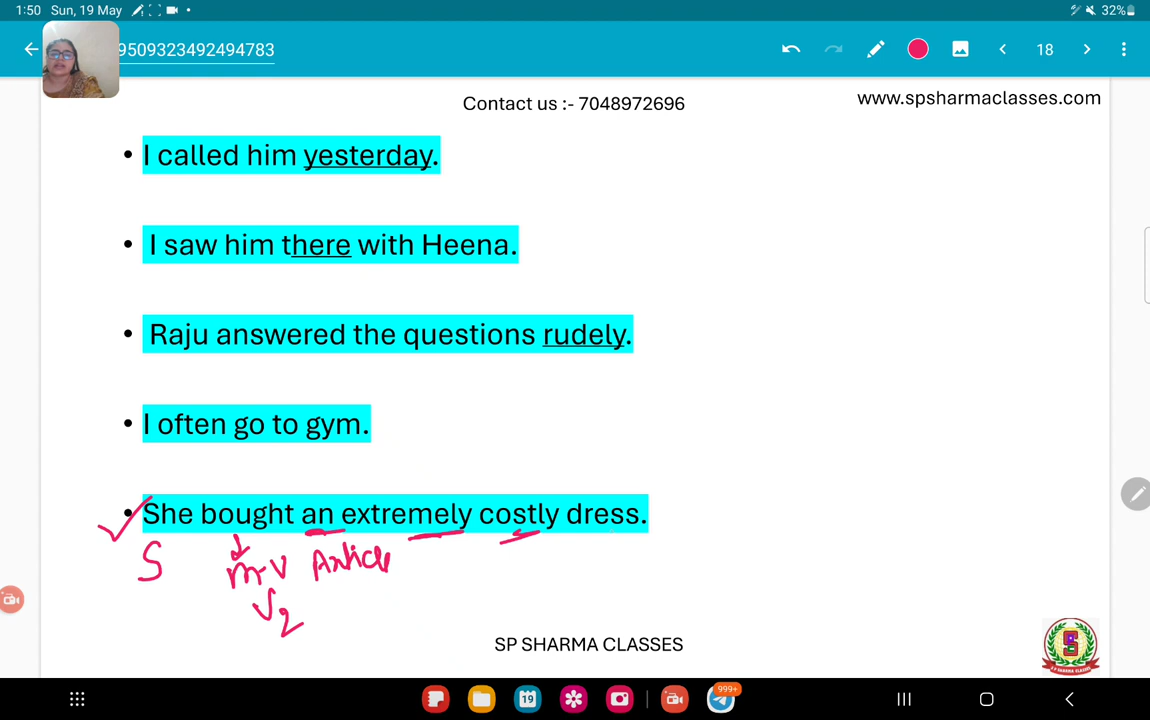 1:50 Sun, 19 May 32%
9509323492494783 18
Contact us :- 7048972696 www.spsharmaclasses.com
• I called him yesterday.
• I saw him there with Heena.
• Raju answered the questions rudely.
• I often go to gym.
• She bought an extremely costly dress.
S m.v Article
V2
SP SHARMA CLASSES
S
19 999+